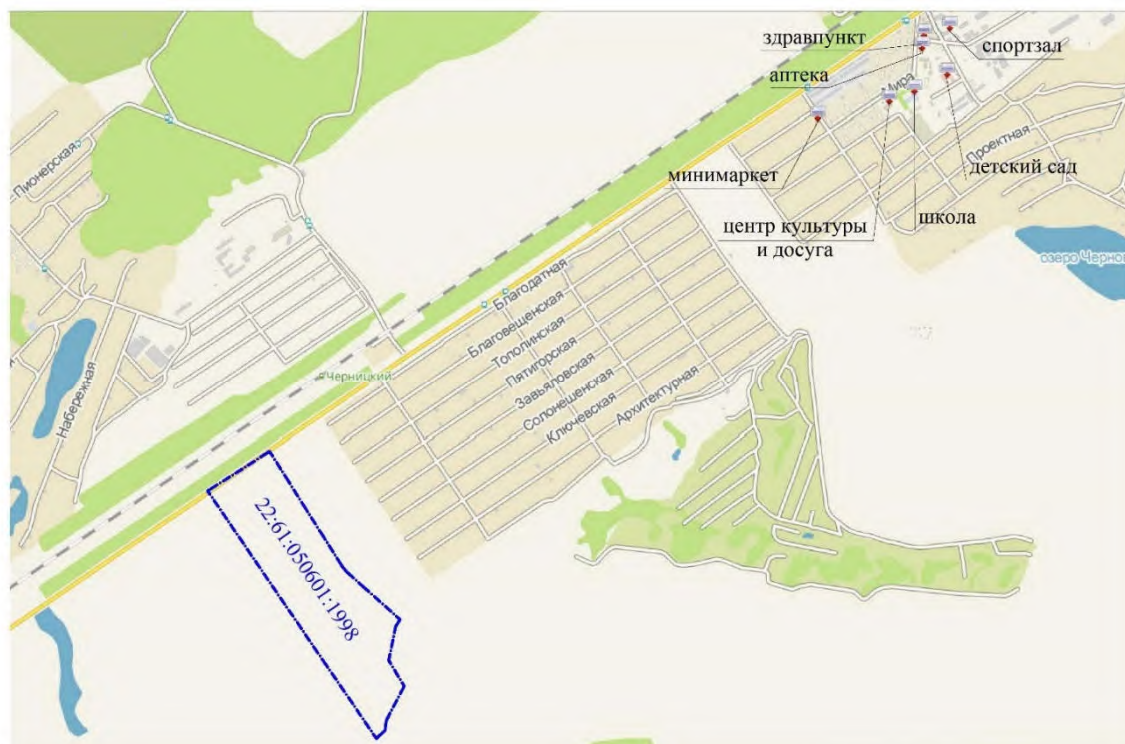 здравпункт
спортзал
аптека
Мира
минимаркет
Проектная
детский сад
школа
центр культуры
и досуга
озеро Чернов
Пионерская
Благодатная
Благовещенская
Тополинская
Пятигорская
Завьяловская
Солонешенская
Ключевская
Архитектурная
Черницкий
Набережная
22:61:050601:1998